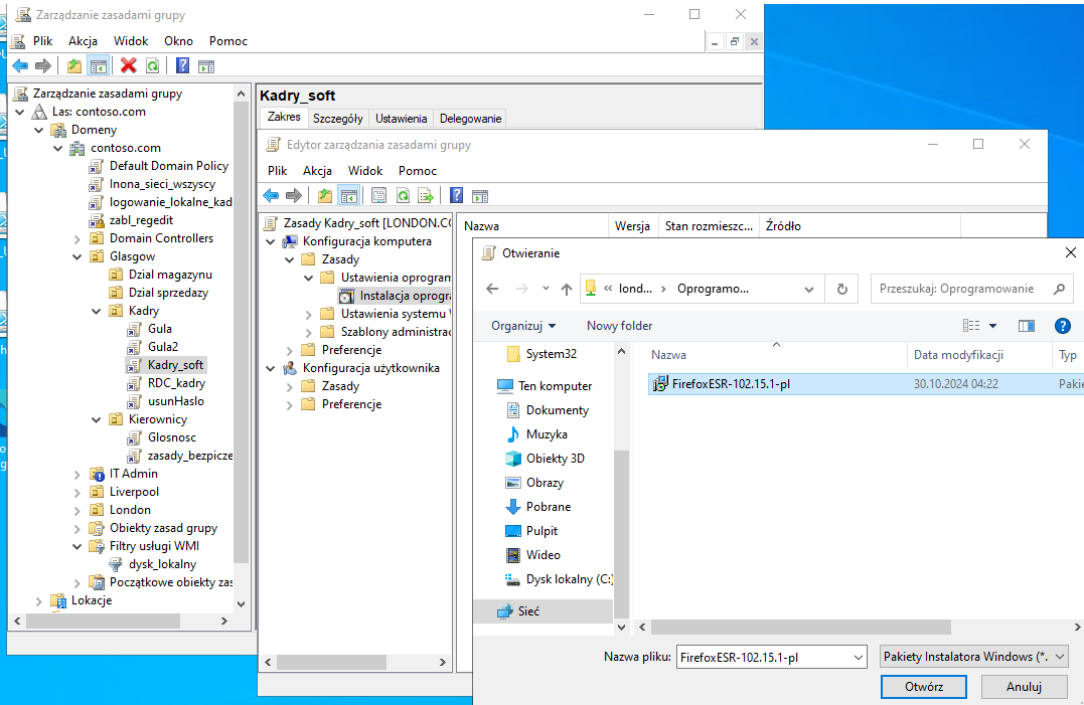 Zarządzanie zasadami grupy
Plik Akcja Widok Okno Pomoc
Zarządzanie zasadami grupy
Las: contoso.com
Domeny
contoso.com
Default Domain Policy
Inona_sieci_wszyscy
logowanie_lokalne_kad
zabl_regedit
Domain Controllers
Glasgow
Dzial magazynu
Dzial sprzedazy
Kadry
Gula
Gula2
Kadry_soft
RDC_kadry
usunHaslo
Kierownicy
Glosnosc
zasady_bezpicze
IT Admin
Liverpool
London
Obiekty zasad grupy
Filtry usługi WMI
dysk_lokalny
Początkowe obiekty zas
Lokacje
Kadry_soft
Zakres Szczegóły Ustawienia Delegowanie
Edytor zarządzania zasadami grupy
Plik Akcja Widok Pomoc
Zasady Kadry_soft [LONDON.CO
Konfiguracja komputera
Zasady
Ustawienia oprogram
Instalacja oprogra
Ustawienia systemu
Szablony administrac
Preferencje
Konfiguracja użytkownika
Zasady
Preferencje
Nazwa Wersja Stan rozmieszc... Źródło
Otwieranie
« lond... › Oprogramo...
Przeszukaj: Oprogramowanie
Organizuj Nowy folder
System32
Ten komputer
Dokumenty
Muzyka
Obiekty 3D
Obrazy
Pobrane
Pulpit
Wideo
Dysk lokalny (C:)
Sieć
Nazwa Data modyfikacji Typ
FirefoxESR-102.15.1-pl 30.10.2024 04:22 Pakie
Nazwa pliku: FirefoxESR-102.15.1-pl Pakiety Instalatora Windows (*.
Otwórz Anuluj